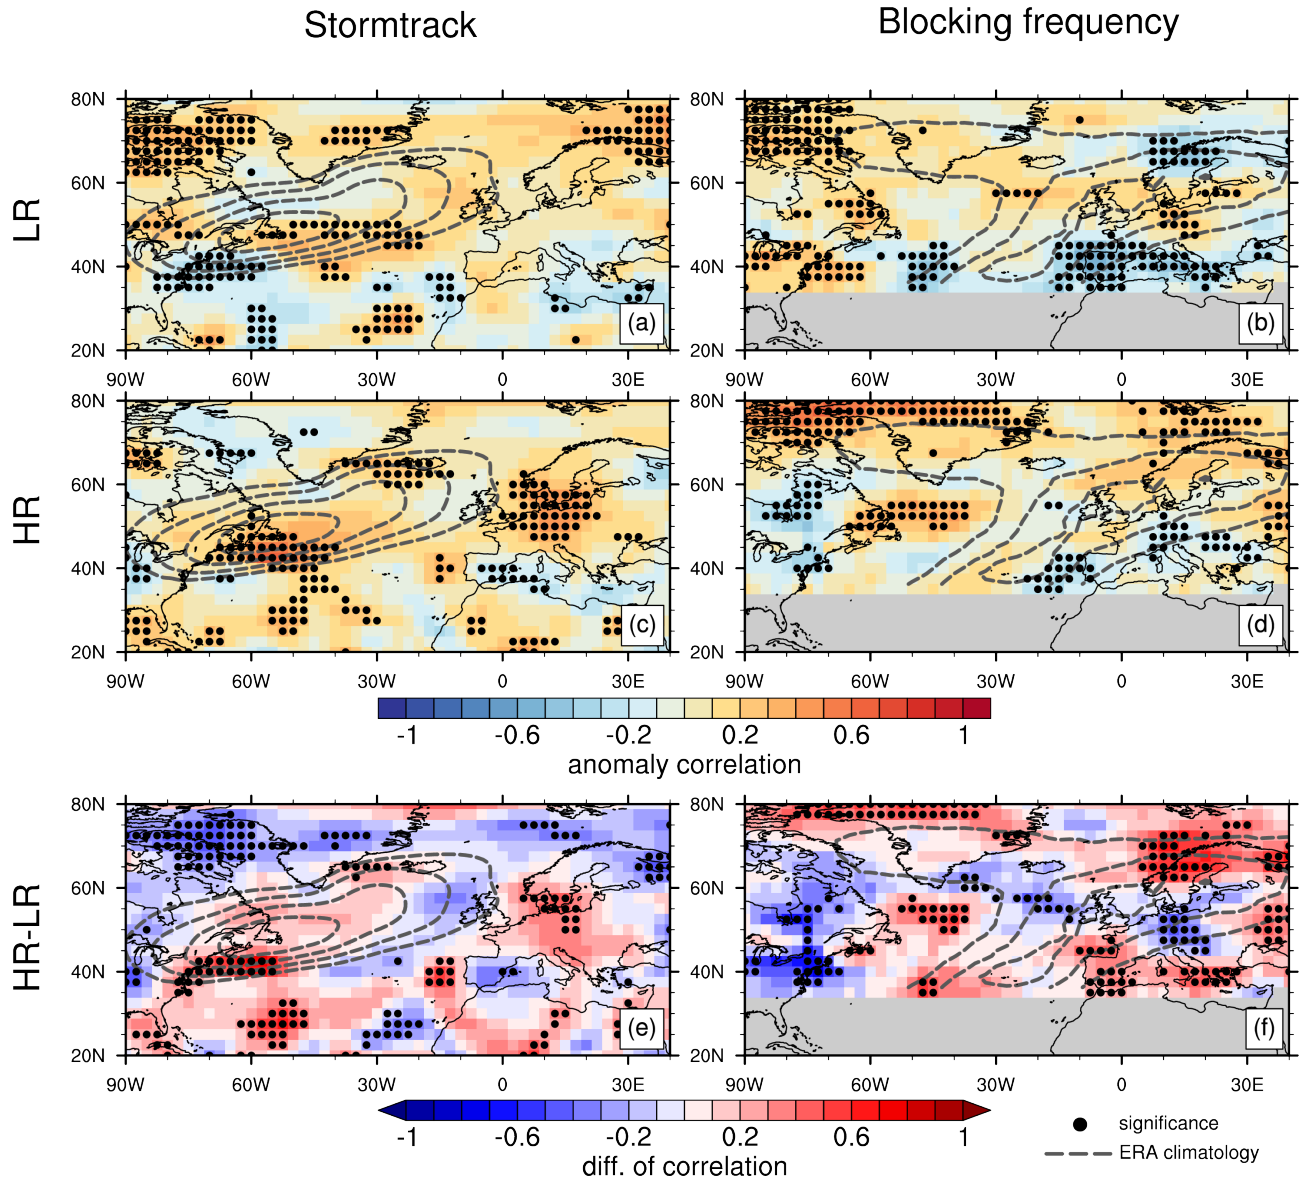 Stormtrack Blocking frequency
LR
80N
60N
40N
20N
90W 60W 30W 0 30E
(a)
80N
60N
40N
20N
90W 60W 30W 0 30E
(b)
HR
80N
60N
40N
20N
90W 60W 30W 0 30E
(c)
80N
60N
40N
20N
90W 60W 30W 0 30E
(d)
-1 -0.6 -0.2 0.2 0.6 1
anomaly correlation
HR-LR
80N
60N
40N
20N
90W 60W 30W 0 30E
(e)
80N
60N
40N
20N
90W 60W 30W 0 30E
(f)
-1 -0.6 -0.2 0.2 0.6 1
diff. of correlation
significance
ERA climatology